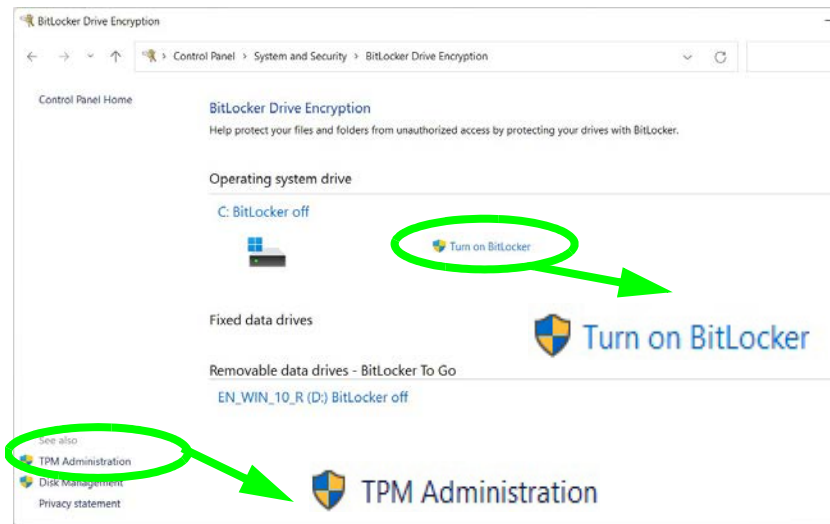 BitLocker Drive Encryption
Control Panel > System and Security > BitLocker Drive Encryption
Control Panel Home
BitLocker Drive Encryption
Help protect your files and folders from unauthorized access by protecting your drives with BitLocker.
Operating system drive
C: BitLocker off
Turn on BitLocker
Fixed data drives
Turn on BitLocker
Removable data drives - BitLocker To Go
EN_WIN_10_R (D:) BitLocker off
See also
TPM Administration
Disk Management
Privacy statement
TPM Administration